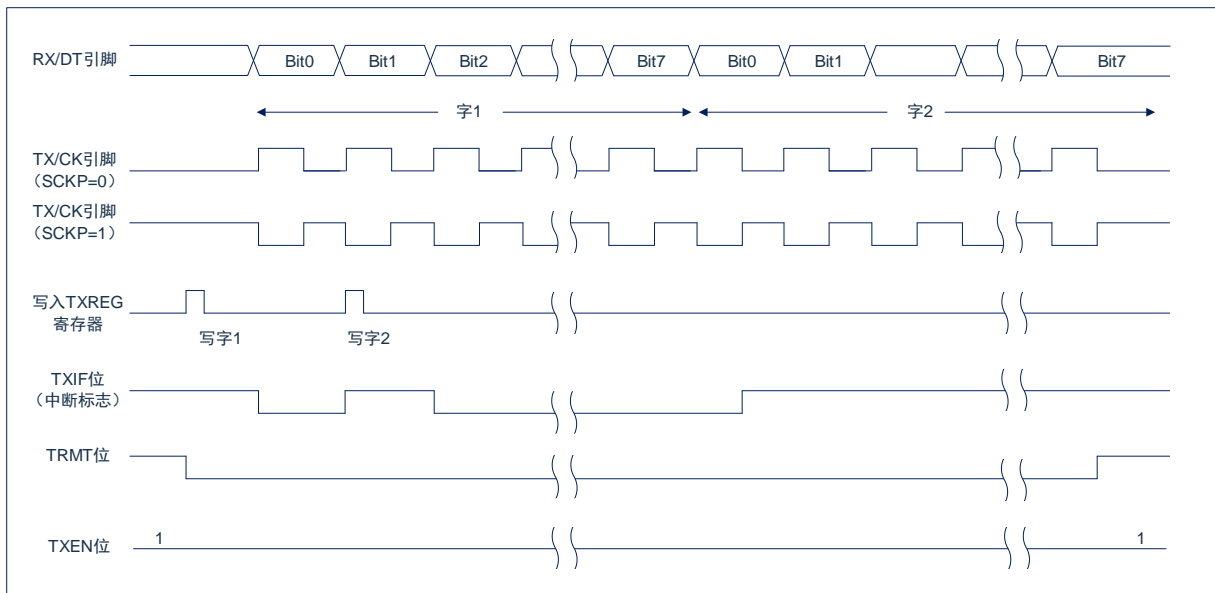 RX/DT引脚
Bit0 Bit1 Bit2 Bit7 Bit0 Bit1 Bit7
字1 字2
TX/CK引脚
（SCKP=0）
TX/CK引脚
（SCKP=1）
写入TXREG
寄存器
写字1 写字2
TXIF位
（中断标志）
TRMT位
TXEN位
1 1